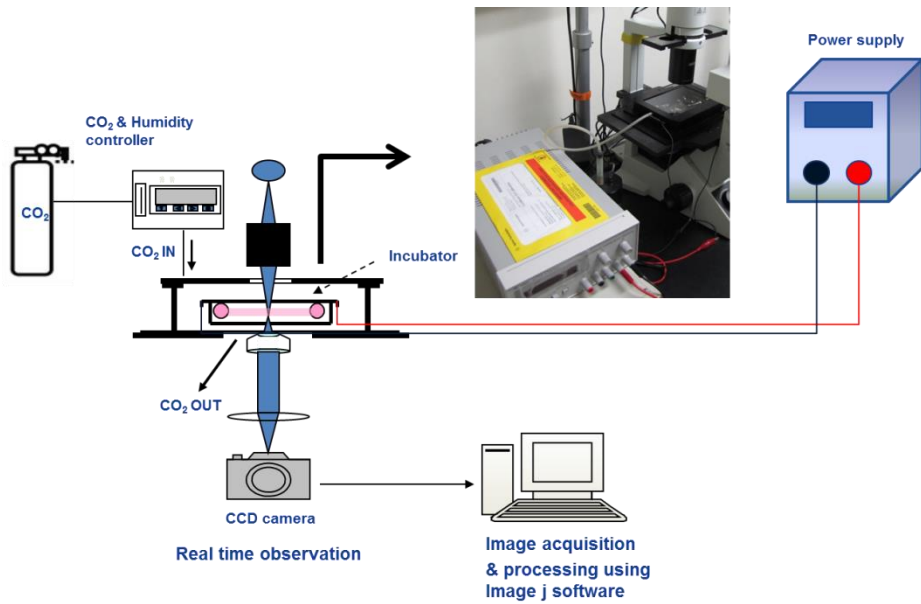 Power supply
CO₂ & Humidity
controller
CO₂
CO₂ IN
Incubator
CO₂ OUT
CCD camera
Real time observation
Image acquisition
& processing using
Image j software